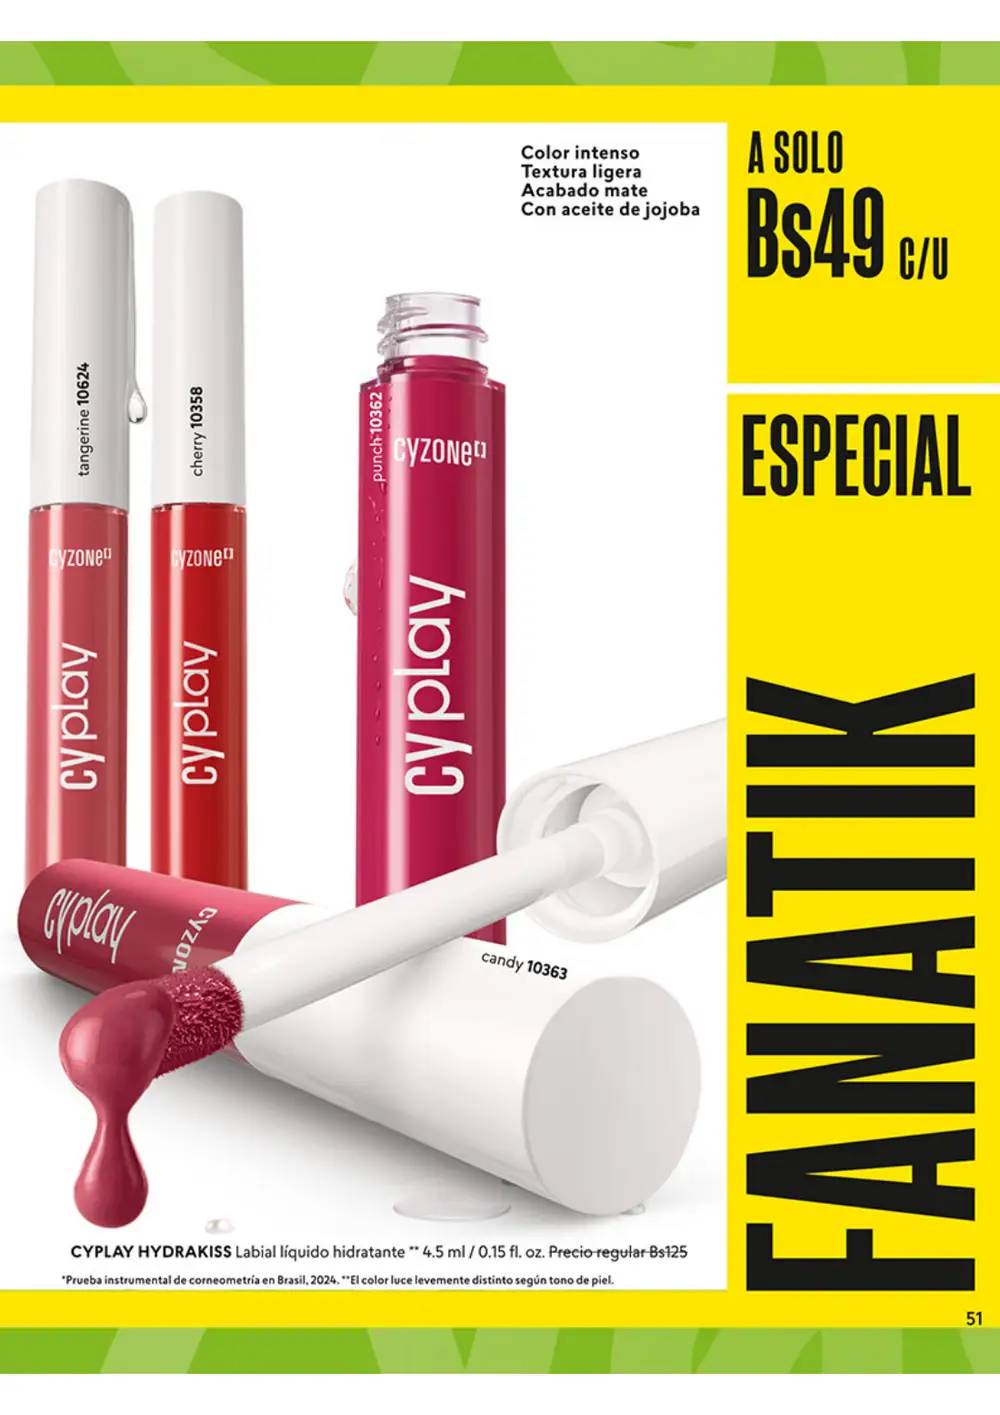 Color intenso
Textura ligera
Acabado mate
Con aceite de jojoba
A SOLO
Bs49 C/U
ESPECIAL
FANATIK
tangerine 10624
cherry 10358
punch 10362
cyzone
cyplay
cyzone
cyplay
cyzone
cyplay
cyplay
cyzon
candy 10363
CYPLAY HYDRAKISS Labial líquido hidratante ** 4.5 ml / 0.15 fl. oz. Precio regular Bs125
*Prueba instrumental de corneometría en Brasil, 2024. **El color luce levemente distinto según tono de piel.
51